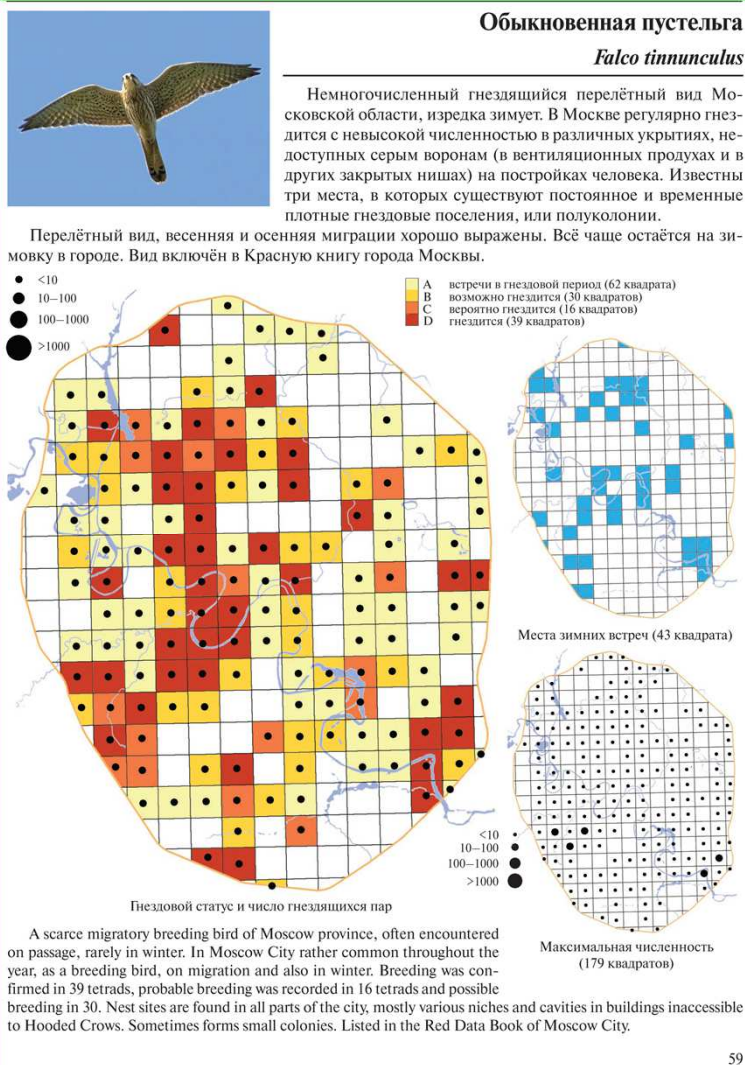 Обыкновенная пустельга
Falco tinnunculus
Немногочисленный гнездящийся перелётный вид Мо-
сковской области, изредка зимует. В Москве регулярно гнез-
дится с невысокой численностью в различных укрытиях, не-
доступных серым воронам (в вентиляционных продухах и в
других закрытых нишах) на постройках человека. Известны
три места, в которых существуют постоянное и временные
плотные гнездовые поселения, или полуколонии.
Перелётный вид, весенняя и осенняя миграции хорошо выражены. Всё чаще остаётся на зи-
мовку в городе. Вид включён в Красную книгу города Москвы.
<10
10–100
100–1000
>1000
A встречи в гнездовой период (62 квадрата)
B возможно гнездится (30 квадратов)
C вероятно гнездится (16 квадратов)
D гнездится (39 квадратов)
Места зимних встреч (43 квадрата)
<10
10–100
100–1000
>1000
Гнездовой статус и число гнездящихся пар
Максимальная численность
(179 квадратов)
A scarce migratory breeding bird of Moscow province, often encountered
on passage, rarely in winter. In Moscow City rather common throughout the
year, as a breeding bird, on migration and also in winter. Breeding was con-
firmed in 39 tetrads, probable breeding was recorded in 16 tetrads and possible
breeding in 30. Nest sites are found in all parts of the city, mostly various niches and cavities in buildings inaccessible
to Hooded Crows. Sometimes forms small colonies. Listed in the Red Data Book of Moscow City.
59